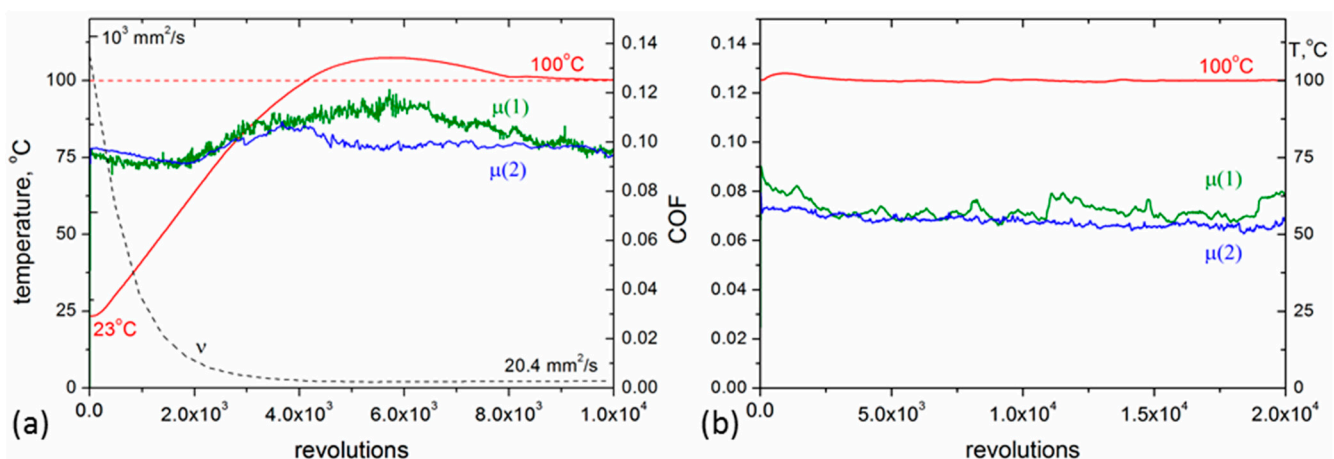 10³ mm²/s
100°C
μ(1)
μ(2)
23°C
ν
20.4 mm²/s
temperature, °C
0
25
50
75
100
COF
0.00
0.02
0.04
0.06
0.08
0.10
0.12
0.14
0.0
2.0x10³
4.0x10³
6.0x10³
8.0x10³
1.0x10⁴
revolutions
(a)
T,°C
100°C
μ(1)
μ(2)
0.00
0.02
0.04
0.06
0.08
0.10
0.12
0.14
0
25
50
75
100
0.0
5.0x10³
1.0x10⁴
1.5x10⁴
2.0x10⁴
revolutions
(b)